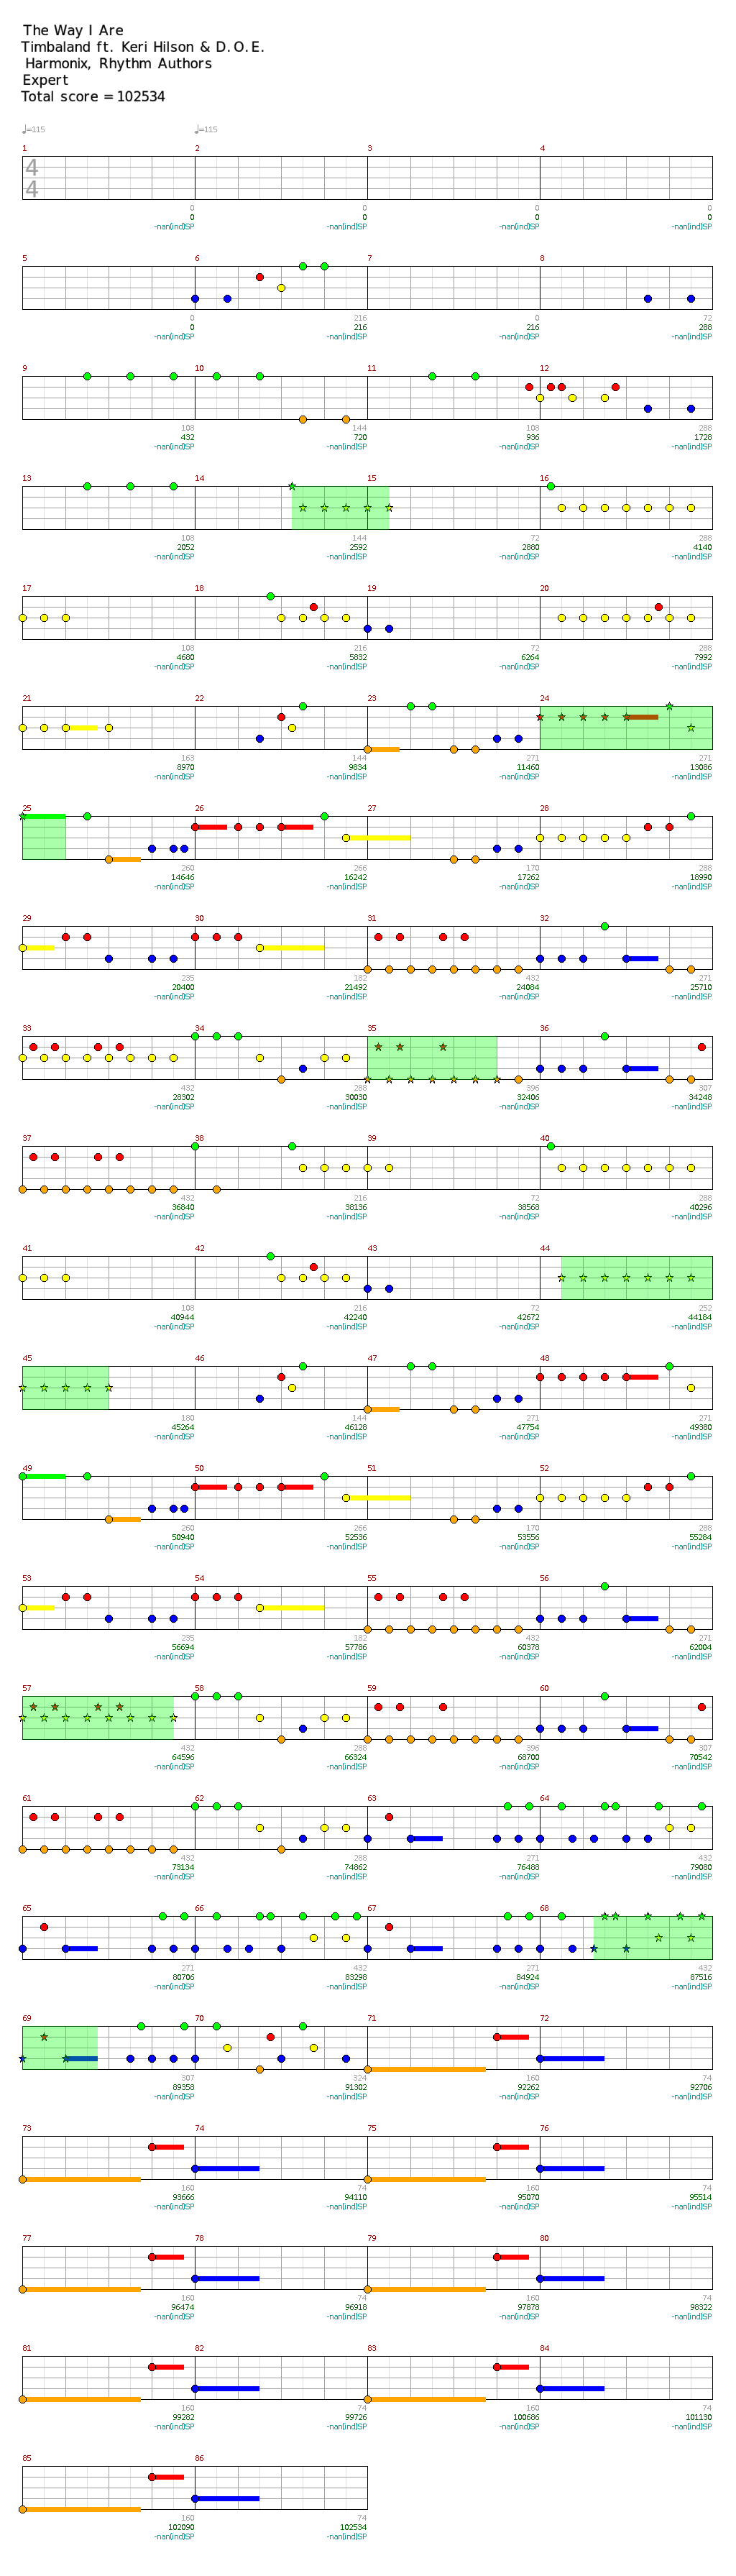 The Way I Are
Timbaland ft. Keri Hilson & D.O.E.
Harmonix, Rhythm Authors
Expert
Total score = 102534
♩=115 ♩=115
1 2 3 4
4
4
0 0 0 0
0 0 0 0
-nan(ind)SP -nan(ind)SP -nan(ind)SP -nan(ind)SP
5 6 7 8
0 216 0 72
0 216 216 288
-nan(ind)SP -nan(ind)SP -nan(ind)SP -nan(ind)SP
9 10 11 12
108 144 108 288
432 720 936 1728
-nan(ind)SP -nan(ind)SP -nan(ind)SP -nan(ind)SP
13 14 15 16
108 144 72 288
2052 2592 2880 4140
-nan(ind)SP -nan(ind)SP -nan(ind)SP -nan(ind)SP
17 18 19 20
108 216 72 288
4680 5832 6264 7992
-nan(ind)SP -nan(ind)SP -nan(ind)SP -nan(ind)SP
21 22 23 24
163 144 271 271
8970 9834 11460 13086
-nan(ind)SP -nan(ind)SP -nan(ind)SP -nan(ind)SP
25 26 27 28
260 266 170 288
14646 16242 17262 18990
-nan(ind)SP -nan(ind)SP -nan(ind)SP -nan(ind)SP
29 30 31 32
235 182 432 271
20400 21492 24084 25710
-nan(ind)SP -nan(ind)SP -nan(ind)SP -nan(ind)SP
33 34 35 36
432 288 396 307
28302 30030 32406 34248
-nan(ind)SP -nan(ind)SP -nan(ind)SP -nan(ind)SP
37 38 39 40
432 216 72 288
36840 38136 38568 40296
-nan(ind)SP -nan(ind)SP -nan(ind)SP -nan(ind)SP
41 42 43 44
108 216 72 252
40944 42240 42672 44184
-nan(ind)SP -nan(ind)SP -nan(ind)SP -nan(ind)SP
45 46 47 48
180 144 271 271
45264 46128 47754 49380
-nan(ind)SP -nan(ind)SP -nan(ind)SP -nan(ind)SP
49 50 51 52
260 266 170 288
50940 52536 53556 55284
-nan(ind)SP -nan(ind)SP -nan(ind)SP -nan(ind)SP
53 54 55 56
235 182 432 271
56694 57786 60378 62004
-nan(ind)SP -nan(ind)SP -nan(ind)SP -nan(ind)SP
57 58 59 60
432 288 396 307
64596 66324 68700 70542
-nan(ind)SP -nan(ind)SP -nan(ind)SP -nan(ind)SP
61 62 63 64
432 288 271 432
73134 74862 76488 79080
-nan(ind)SP -nan(ind)SP -nan(ind)SP -nan(ind)SP
65 66 67 68
271 432 271 432
80706 83298 84924 87516
-nan(ind)SP -nan(ind)SP -nan(ind)SP -nan(ind)SP
69 70 71 72
307 324 160 74
89358 91302 92262 92706
-nan(ind)SP -nan(ind)SP -nan(ind)SP -nan(ind)SP
73 74 75 76
160 74 160 74
93666 94110 95070 95514
-nan(ind)SP -nan(ind)SP -nan(ind)SP -nan(ind)SP
77 78 79 80
160 74 160 74
96474 96918 97878 98322
-nan(ind)SP -nan(ind)SP -nan(ind)SP -nan(ind)SP
81 82 83 84
160 74 160 74
99282 99726 100686 101130
-nan(ind)SP -nan(ind)SP -nan(ind)SP -nan(ind)SP
85 86
160 74
102090 102534
-nan(ind)SP -nan(ind)SP